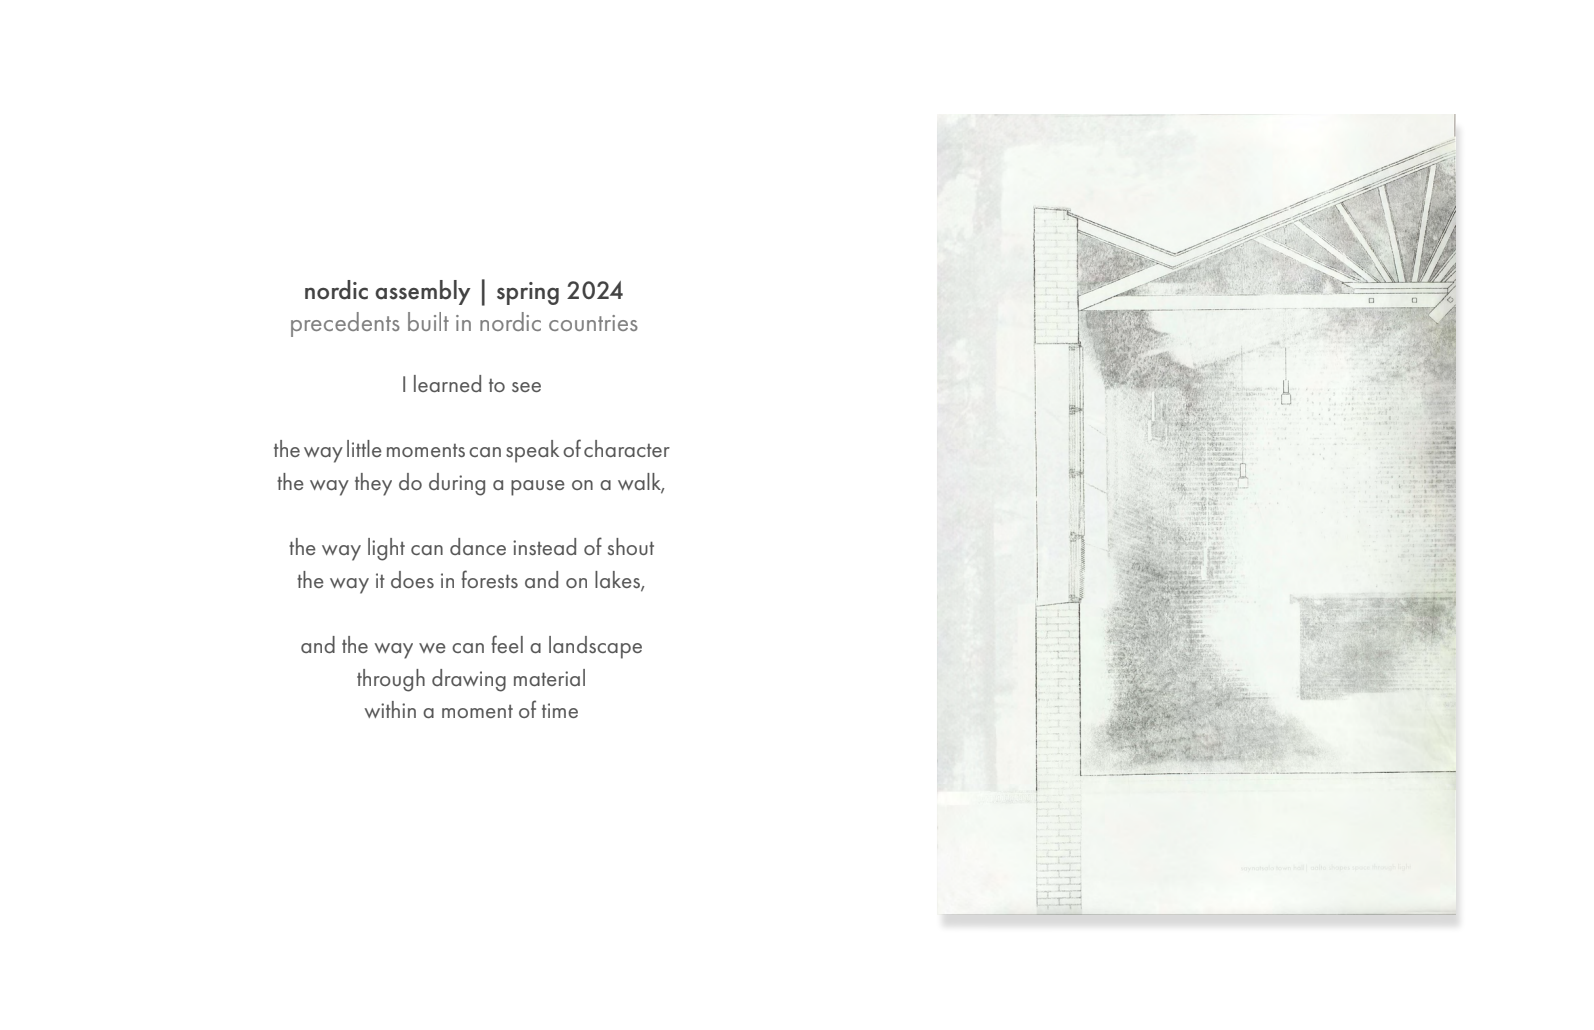 nordic assembly | spring 2024
precedents built in nordic countries
I learned to see
the way little moments can speak of character
the way they do during a pause on a walk,
the way light can dance instead of shout
the way it does in forests and on lakes,
and the way we can feel a landscape
through drawing material
within a moment of time